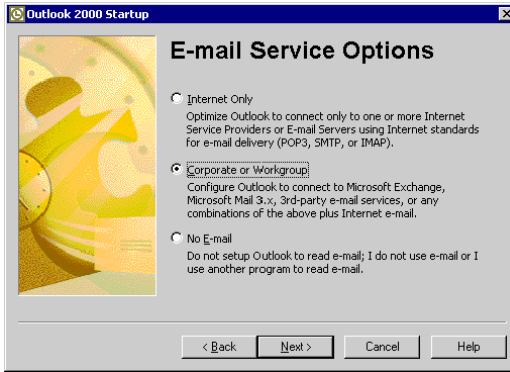 Outlook 2000 Startup
E-mail Service Options
Internet Only
Optimize Outlook to connect only to one or more Internet
Service Providers or E-mail Servers using Internet standards
for e-mail delivery (POP3, SMTP, or IMAP).
Corporate or Workgroup
Configure Outlook to connect to Microsoft Exchange,
Microsoft Mail 3.x, 3rd-party e-mail services, or any
combinations of the above plus Internet e-mail.
No E-mail
Do not setup Outlook to read e-mail; I do not use e-mail or I
use another program to read e-mail.
< Back Next > Cancel Help